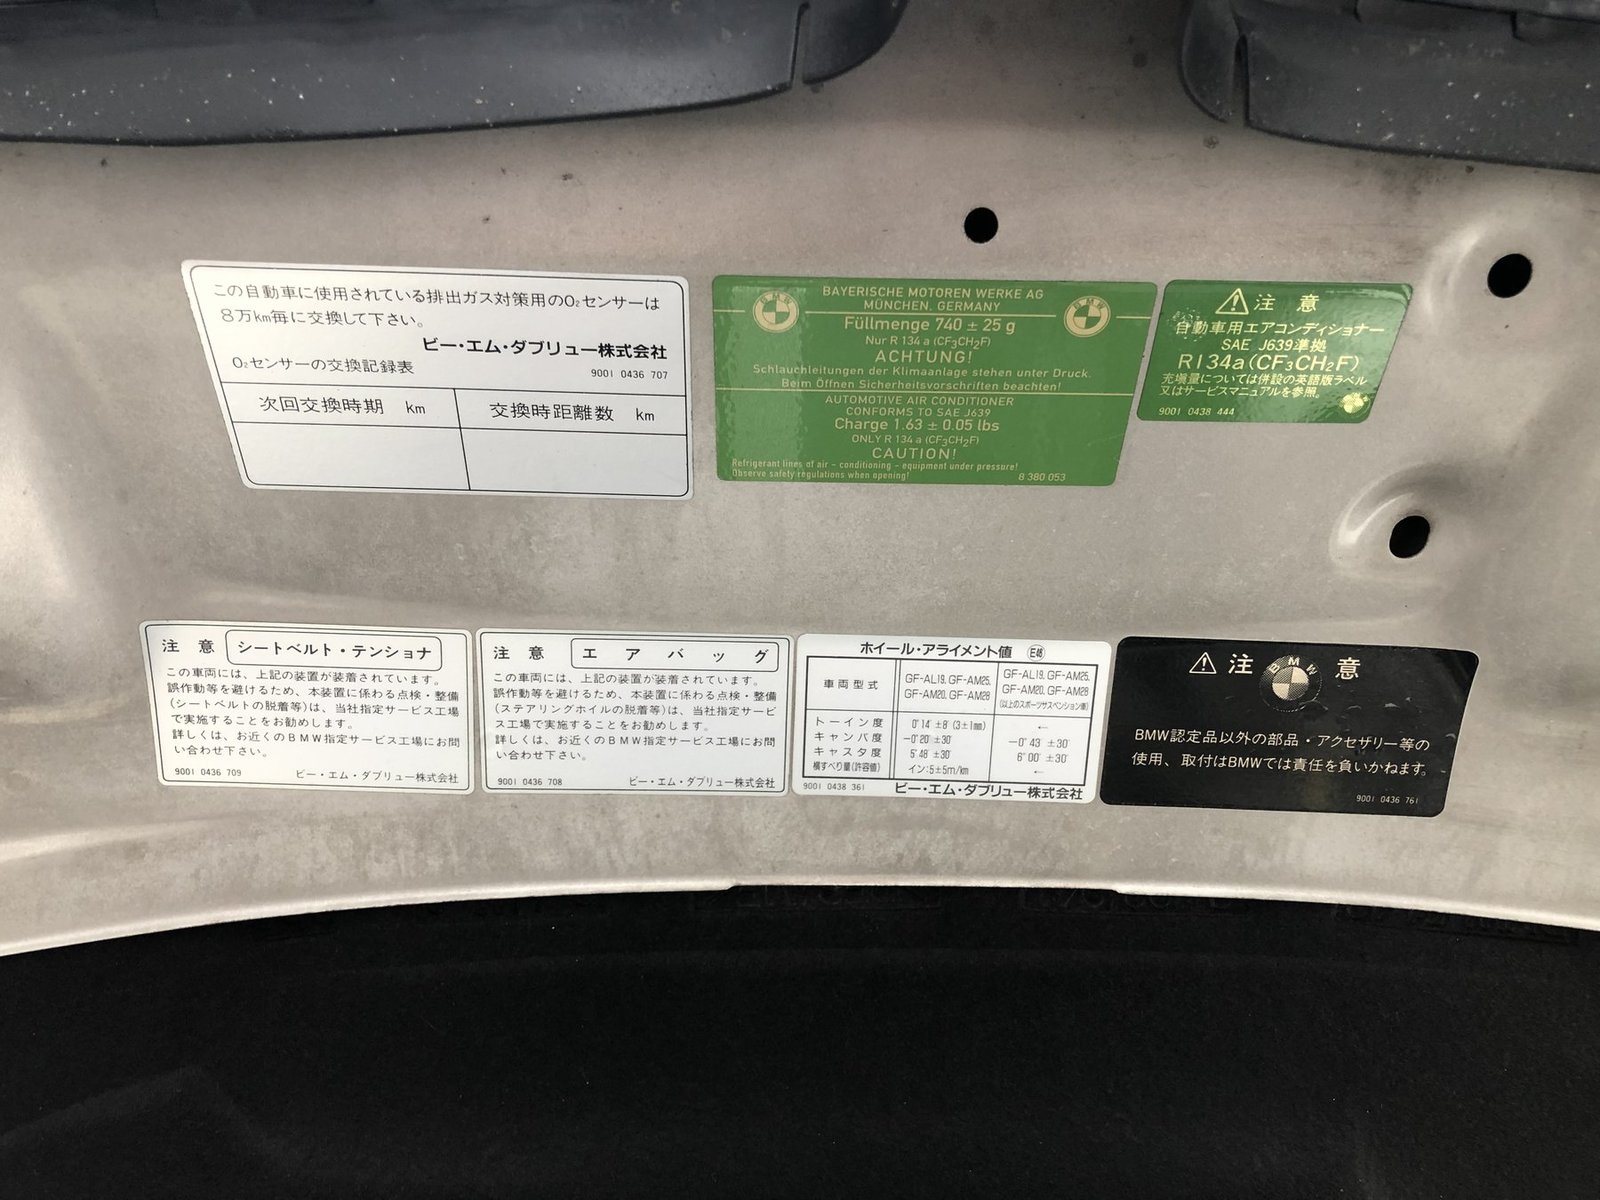 この自動車に使用されている排出ガス対策用のO₂センサーは
8万km毎に交換して下さい。
ビー・エム・ダブリュー株式会社
O₂センサーの交換記録表
9001 0436 707
次回交換時期 km
交換時距離数 km
BMW
BAYERISCHE MOTOREN WERKE AG
MÜNCHEN, GERMANY
BMW
Füllmenge 740 ± 25 g
Nur R 134 a (CF₃CH₂F)
ACHTUNG!
Schlauchleitungen der Klimaanlage stehen unter Druck.
Beim Öffnen Sicherheitsvorschriften beachten!
AUTOMOTIVE AIR CONDITIONER
CONFORMS TO SAE J639
Charge 1.63 ± 0.05 lbs
ONLY R 134 a (CF₃CH₂F)
CAUTION!
Refrigerant lines of air - conditioning - equipment under pressure!
Observe safety regulations when opening!
8 380 053
注 意
自動車用エアコンディショナー
SAE J639準拠
R134a(CF₃CH₂F)
充填量については併設の英語版ラベル
又はサービスマニュアルを参照。
9001 0438 444
注 意 シートベルト・テンショナ
この車両には、上記の装置が装着されています。
誤作動等を避けるため、本装置に係わる点検・整備
(シートベルトの脱着等)は、当社指定サービス工場
で実施することをお勧めします。
詳しくは、お近くのBMW指定サービス工場にお問
い合わせ下さい。
9001 0436 709 ビー・エム・ダブリュー株式会社
注 意 エ ア バ ッ グ
この車両には、上記の装置が装着されています。
誤作動等を避けるため、本装置に係わる点検・整備
(ステアリングホイルの脱着等)は、当社指定サービ
ス工場で実施することをお勧めします。
詳しくは、お近くのBMW指定サービス工場にお問
い合わせ下さい。
9001 0436 708 ビー・エム・ダブリュー株式会社
ホイール・アライメント値 E46
車両型式
GF-AL19, GF-AM25,
GF-AM20, GF-AM28
GF-AL19, GF-AM25,
GF-AM20, GF-AM28
(以上のスポーツサスペンション車)
トーイン度 0°14′±8′(3±1mm) ←
キャンバ度 −0°20′±30′ −0°43′±30′
キャスタ度 5°48′±30′ 6°00′±30′
横すべり量(許容値) イン:5±5m/km ←
9001 0438 361 ビー・エム・ダブリュー株式会社
注 BMW 意
BMW認定品以外の部品・アクセサリー等の
使用、取付はBMWでは責任を負いかねます。
9001 0436 761